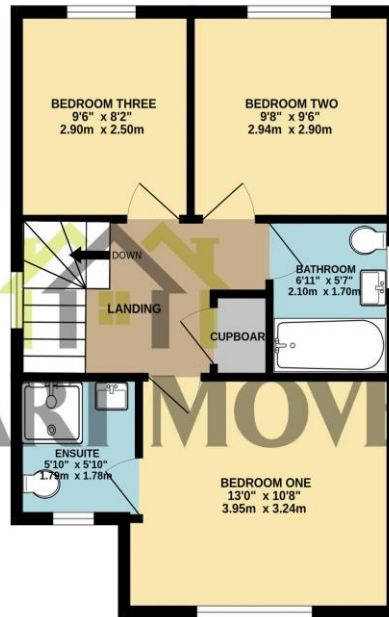 BEDROOM THREE
9'6" x 8'2"
2.90m x 2.50m
BEDROOM TWO
9'8" x 9'6"
2.94m x 2.90m
DOWN
BATHROOM
6'11" x 5'7"
2.10m x 1.70m
LANDING
CUPBOAR
ART MOVE
ENSUITE
5'10" x 5'10"
1.79m x 1.78m
BEDROOM ONE
13'0" x 10'8"
3.95m x 3.24m